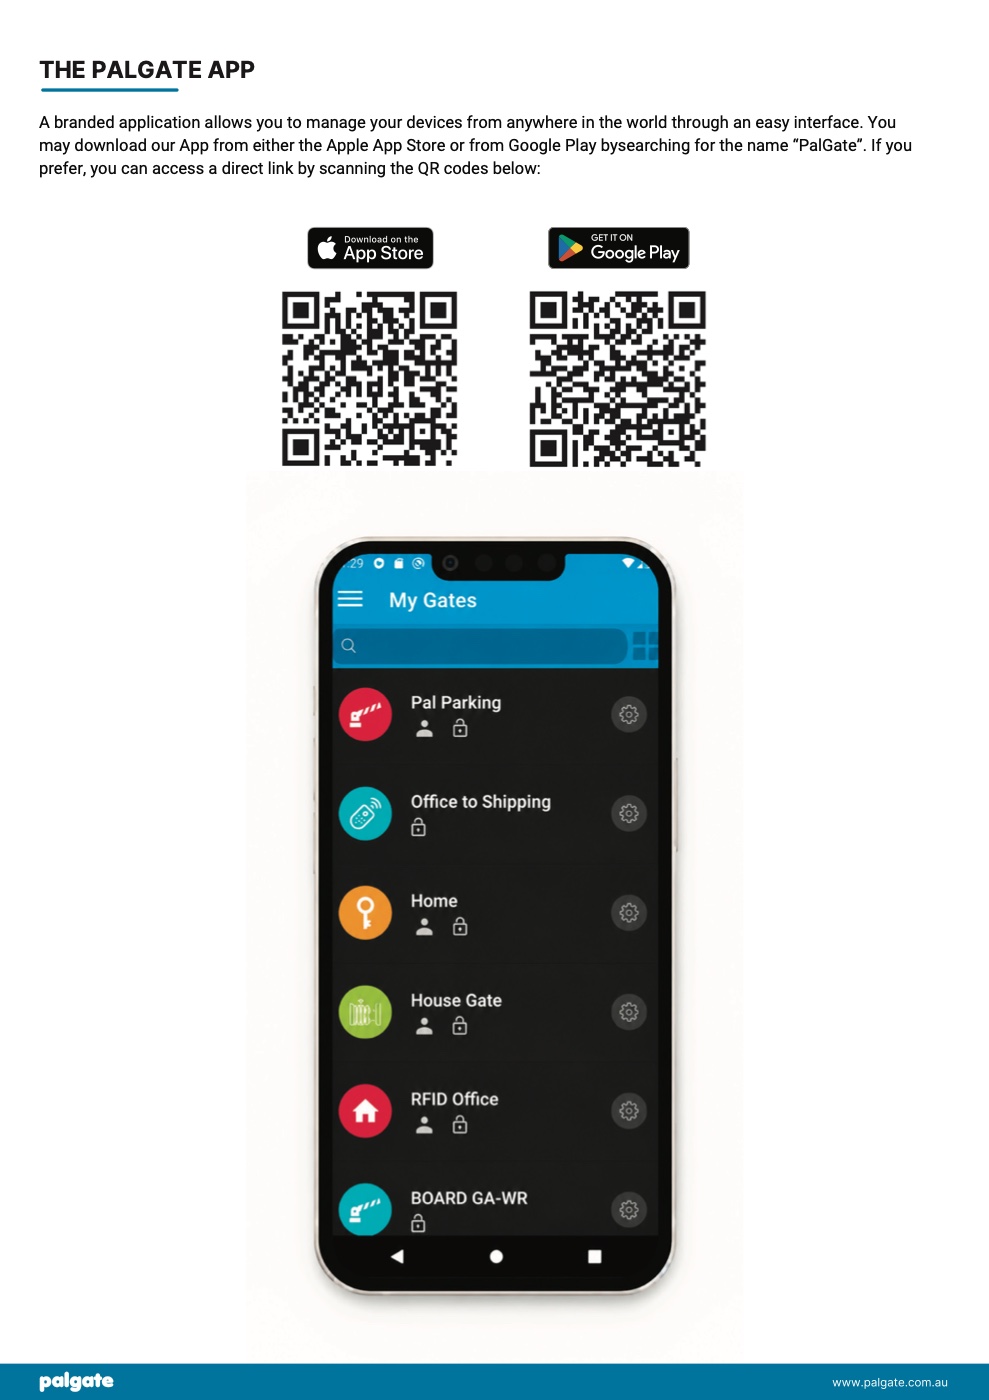 THE PALGATE APP
A branded application allows you to manage your devices from anywhere in the world through an easy interface. You
may download our App from either the Apple App Store or from Google Play bysearching for the name “PalGate”. If you
prefer, you can access a direct link by scanning the QR codes below:
Download on the
App Store
GET IT ON
Google Play
:29
My Gates
Pal Parking
Office to Shipping
Home
House Gate
RFID Office
BOARD GA-WR
palgate
www.palgate.com.au